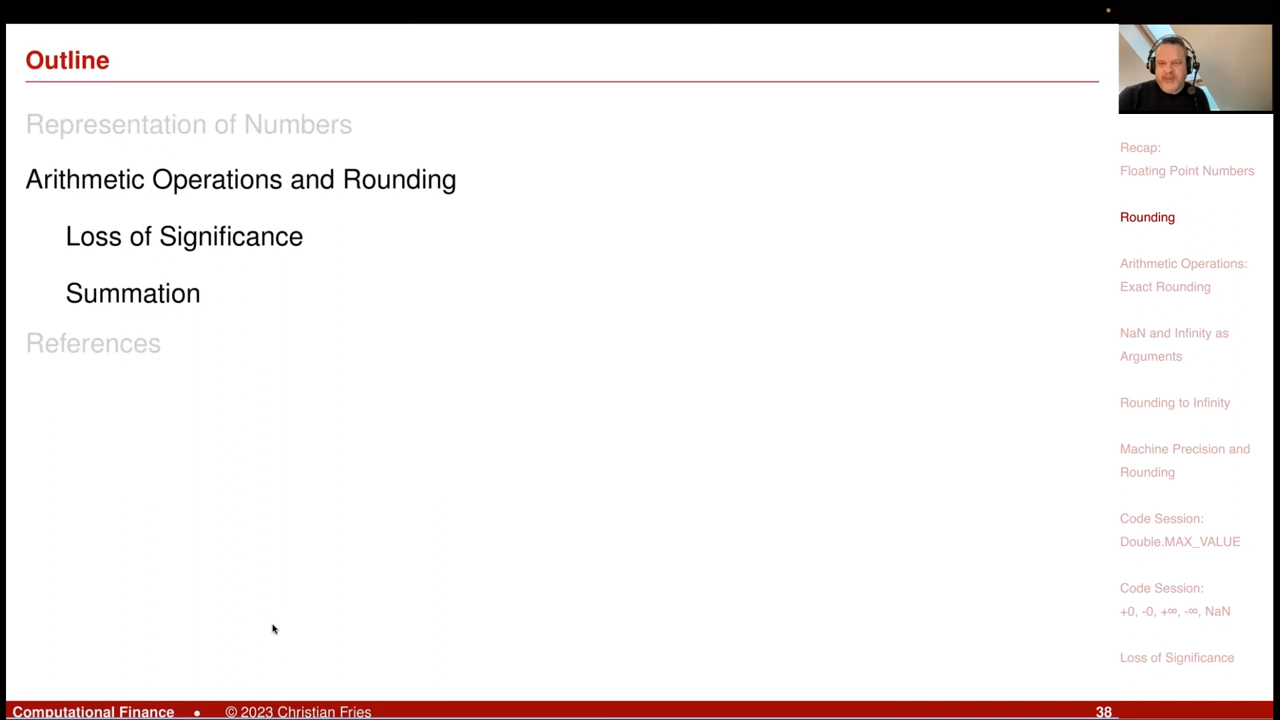 Outline
Representation of Numbers
Arithmetic Operations and Rounding
Loss of Significance
Summation
References
Recap:
Floating Point Numbers
Rounding
Arithmetic Operations:
Exact Rounding
NaN and Infinity as
Arguments
Rounding to Infinity
Machine Precision and
Rounding
Code Session:
Double.MAX_VALUE
Code Session:
+0, -0, +∞, -∞, NaN
Loss of Significance
Computational Finance • © 2023 Christian Fries 38